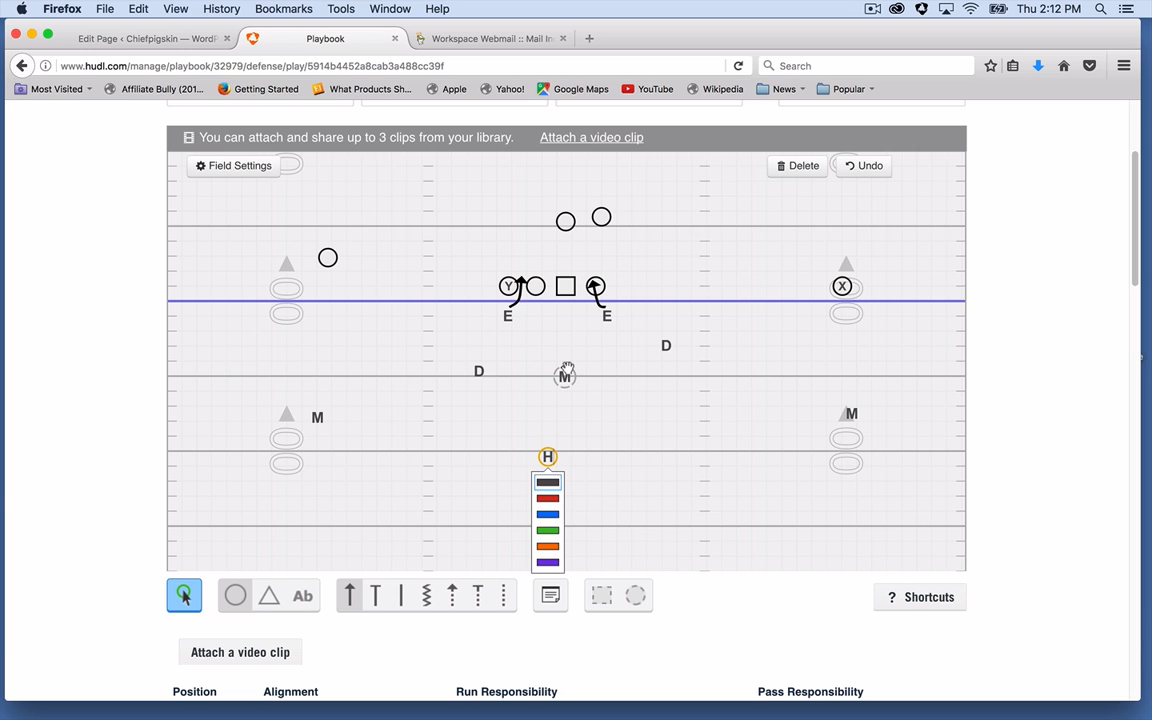 Firefox File Edit View History Bookmarks Tools Window Help Thu 2:12 PM
Edit Page ‹ Chiefpigskin — WordP Playbook Workspace Webmail :: Mail In
www.hudl.com/manage/playbook/32979/defense/play/5914b4452a8cab3a488cc39f Search
Most Visited Affiliate Bully (201... Getting Started What Products Sh... Apple Yahoo! Google Maps YouTube Wikipedia News Popular
You can attach and share up to 3 clips from your library. Attach a video clip
Field Settings Delete Undo
Y X
E E
D
D M
M M
H
Ab ? Shortcuts
Attach a video clip
Position Alignment Run Responsibility Pass Responsibility